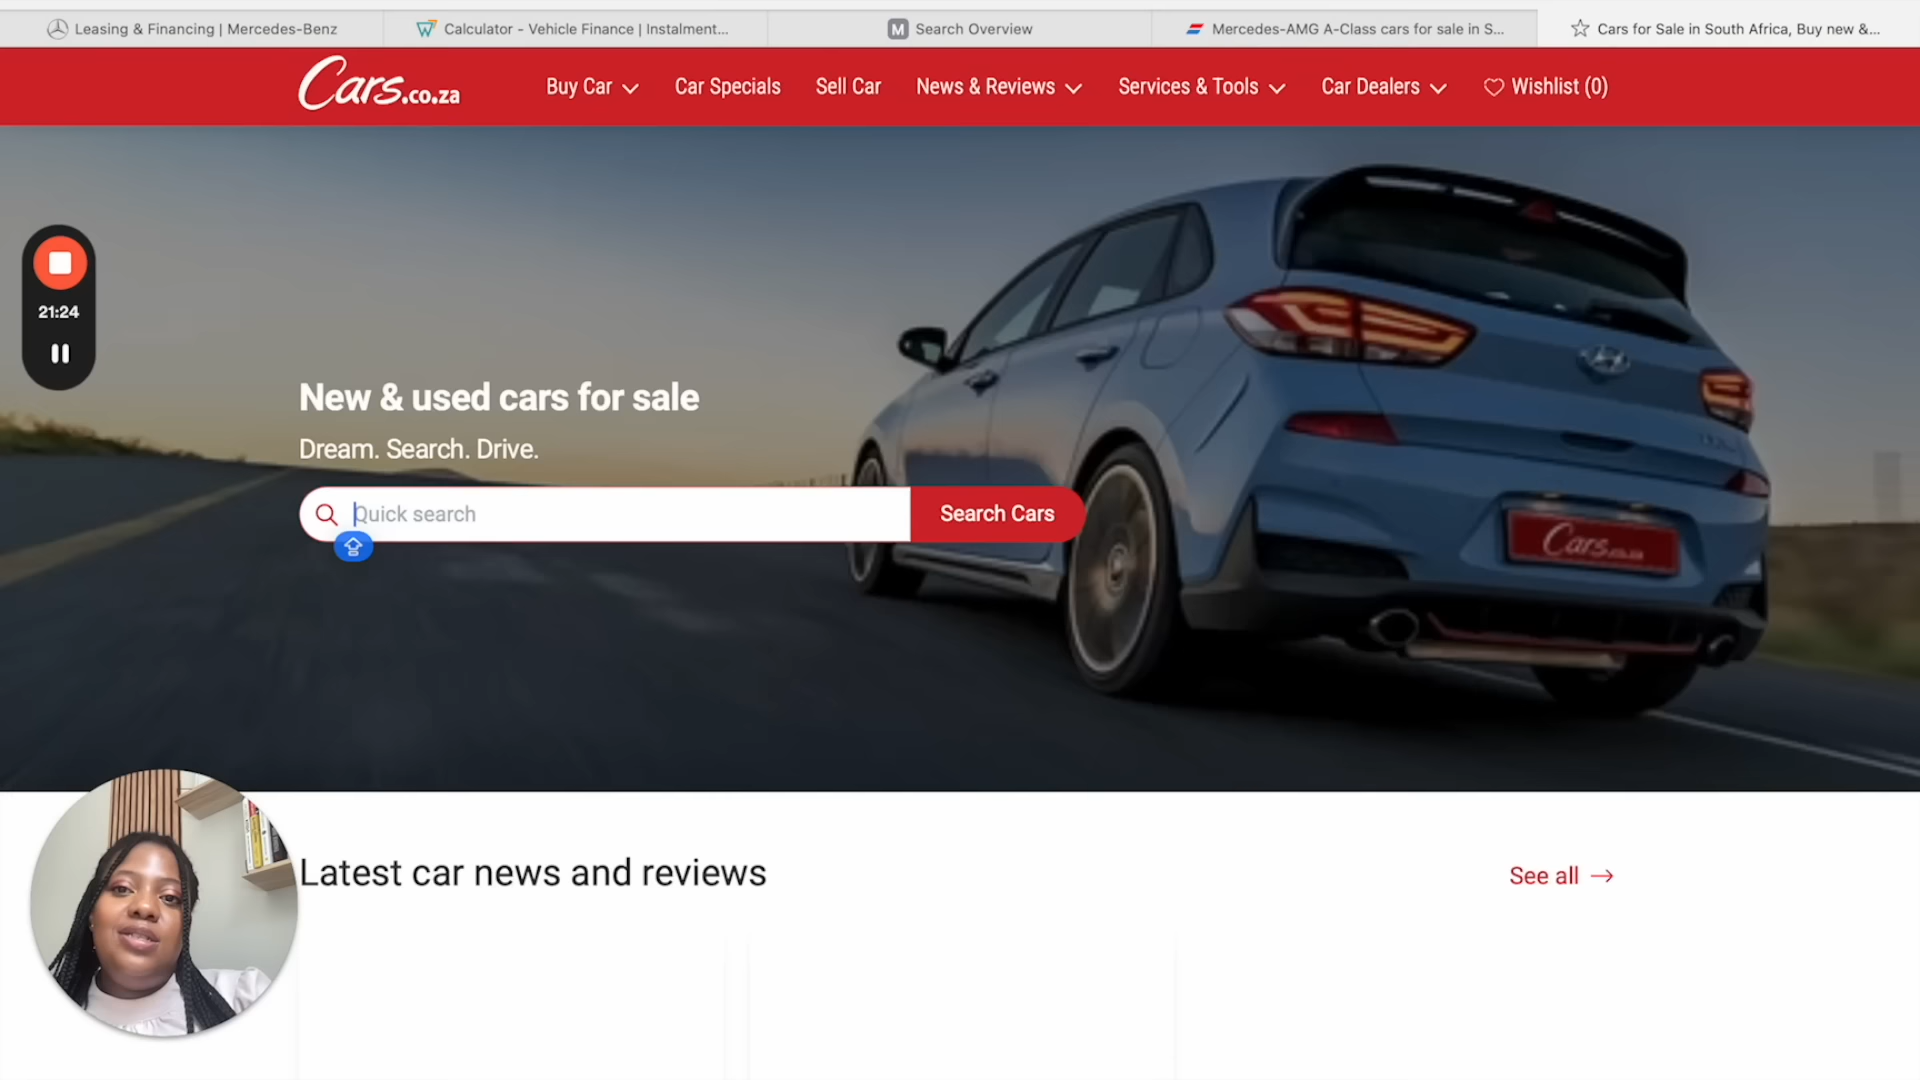 Leasing & Financing | Mercedes-Benz
Calculator - Vehicle Finance | Instalment...
M Search Overview
Mercedes-AMG A-Class cars for sale in S...
Cars for Sale in South Africa, Buy new &...
Cars.co.za
Buy Car
Car Specials
Sell Car
News & Reviews
Services & Tools
Car Dealers
Wishlist (0)
21:24
New & used cars for sale
Dream. Search. Drive.
Quick search
Search Cars
Cars.co.za
Latest car news and reviews
See all